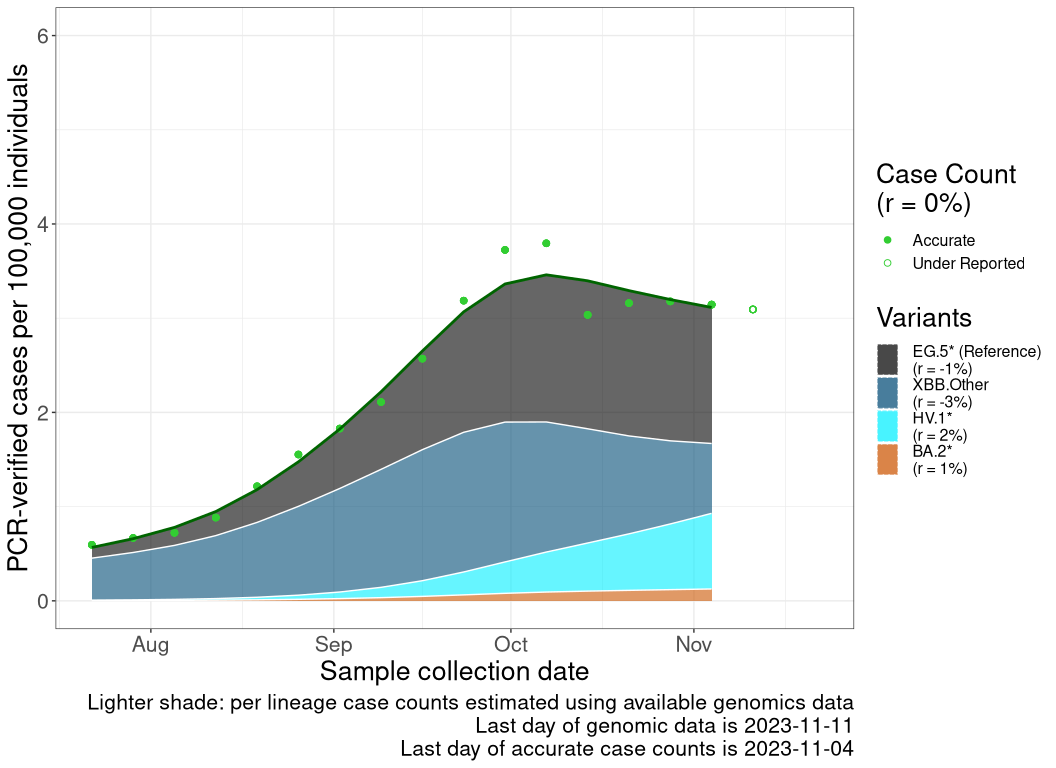 PCR-verified cases per 100,000 individuals
6
4
2
0
Aug
Sep
Oct
Nov
Sample collection date
Lighter shade: per lineage case counts estimated using available genomics data
Last day of genomic data is 2023-11-11
Last day of accurate case counts is 2023-11-04
Case Count
(r = 0%)
Accurate
Under Reported
Variants
EG.5* (Reference)
(r = -1%)
XBB.Other
(r = -3%)
HV.1*
(r = 2%)
BA.2*
(r = 1%)